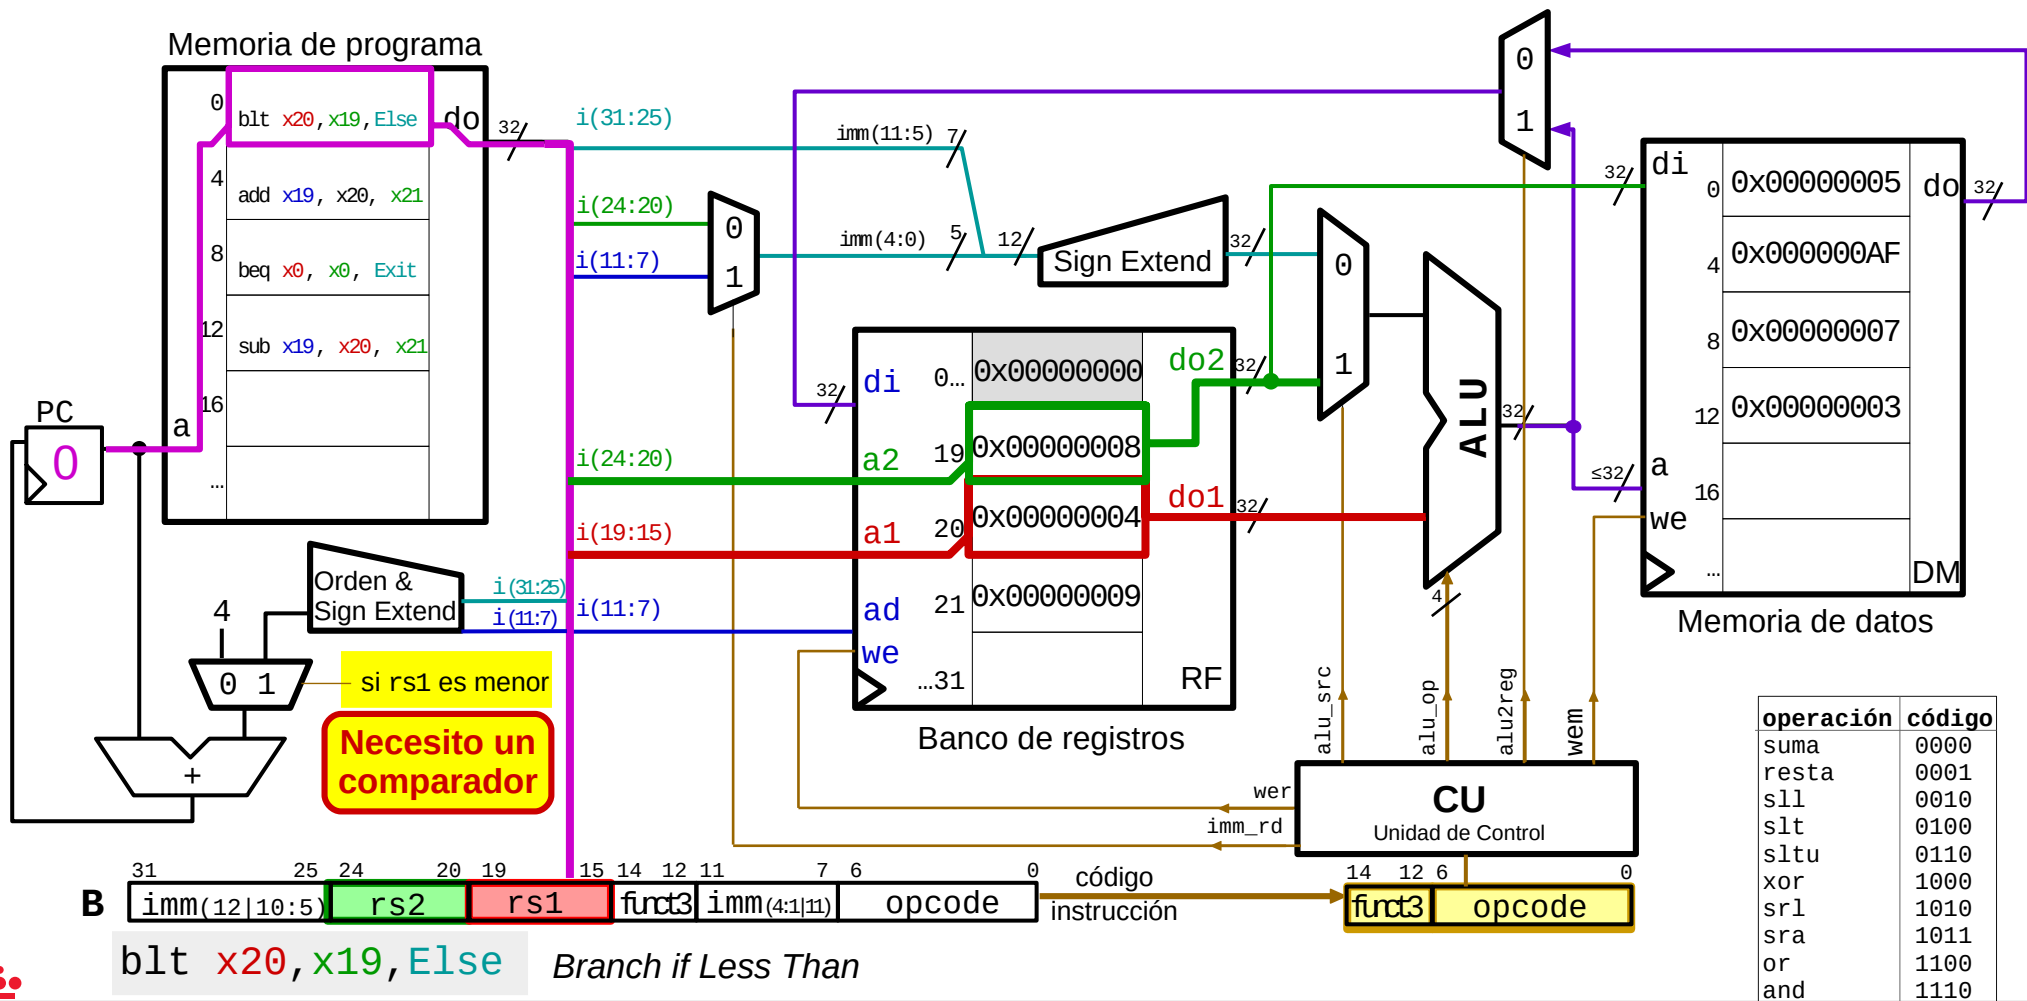 Memoria de programa
0
blt x20,x19,Else
do
32
4
add x19, x20, x21
8
beq x0, x0, Exit
12
sub x19, x20, x21
16
a
...
PC
0
i(31:25)
imm(11:5)
7
i(24:20)
i(11:7)
0
1
imm(4:0)
5
12
Sign Extend
32
0
1
0
1
di
32
0
0x00000005
do
32
4
0x000000AF
8
0x00000007
12
0x00000003
a
≤32
16
we
...
DM
Memoria de datos
di
32
0...
0x00000000
do2
32
i(24:20)
a2
19
0x00000008
i(19:15)
a1
20
0x00000004
do1
32
i(11:7)
ad
21
0x00000009
we
...31
RF
Banco de registros
ALU
32
4
Orden &
Sign Extend
i(31:25)
i(11:7)
4
0 1
si rs1 es menor
Necesito un
comparador
+
alu_src
alu_op
alu2reg
wem
wer
imm_rd
CU
Unidad de Control
operación código
suma 0000
resta 0001
sll 0010
slt 0100
sltu 0110
xor 1000
srl 1010
sra 1011
or 1100
and 1110
31 25 24 20 19 15 14 12 11 7 6 0
B imm(12|10:5) rs2 rs1 funct3 imm(4:1|11) opcode
código
instrucción
14 12 6 0
funct3 opcode
blt x20,x19,Else
Branch if Less Than